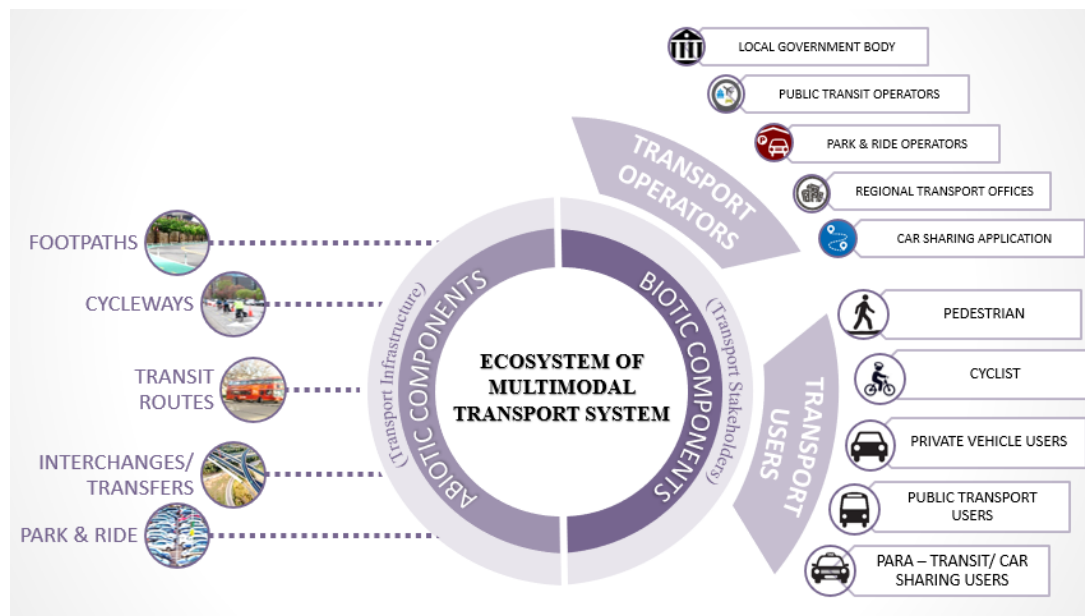 LOCAL GOVERNMENT BODY
PUBLIC TRANSIT OPERATORS
PARK & RIDE OPERATORS
REGIONAL TRANSPORT OFFICES
CAR SHARING APPLICATION
TRANSPORT
OPERATORS
FOOTPATHS
CYCLEWAYS
TRANSIT
ROUTES
INTERCHANGES/
TRANSFERS
PARK & RIDE
(Transport Infrastructure)
ABIOTIC COMPONENTS
ECOSYSTEM OF
MULTIMODAL
TRANSPORT SYSTEM
BIOTIC COMPONENTS
(Transport Stakeholders)
TRANSPORT
USERS
PEDESTRIAN
CYCLIST
PRIVATE VEHICLE USERS
PUBLIC TRANSPORT
USERS
PARA – TRANSIT/ CAR
SHARING USERS